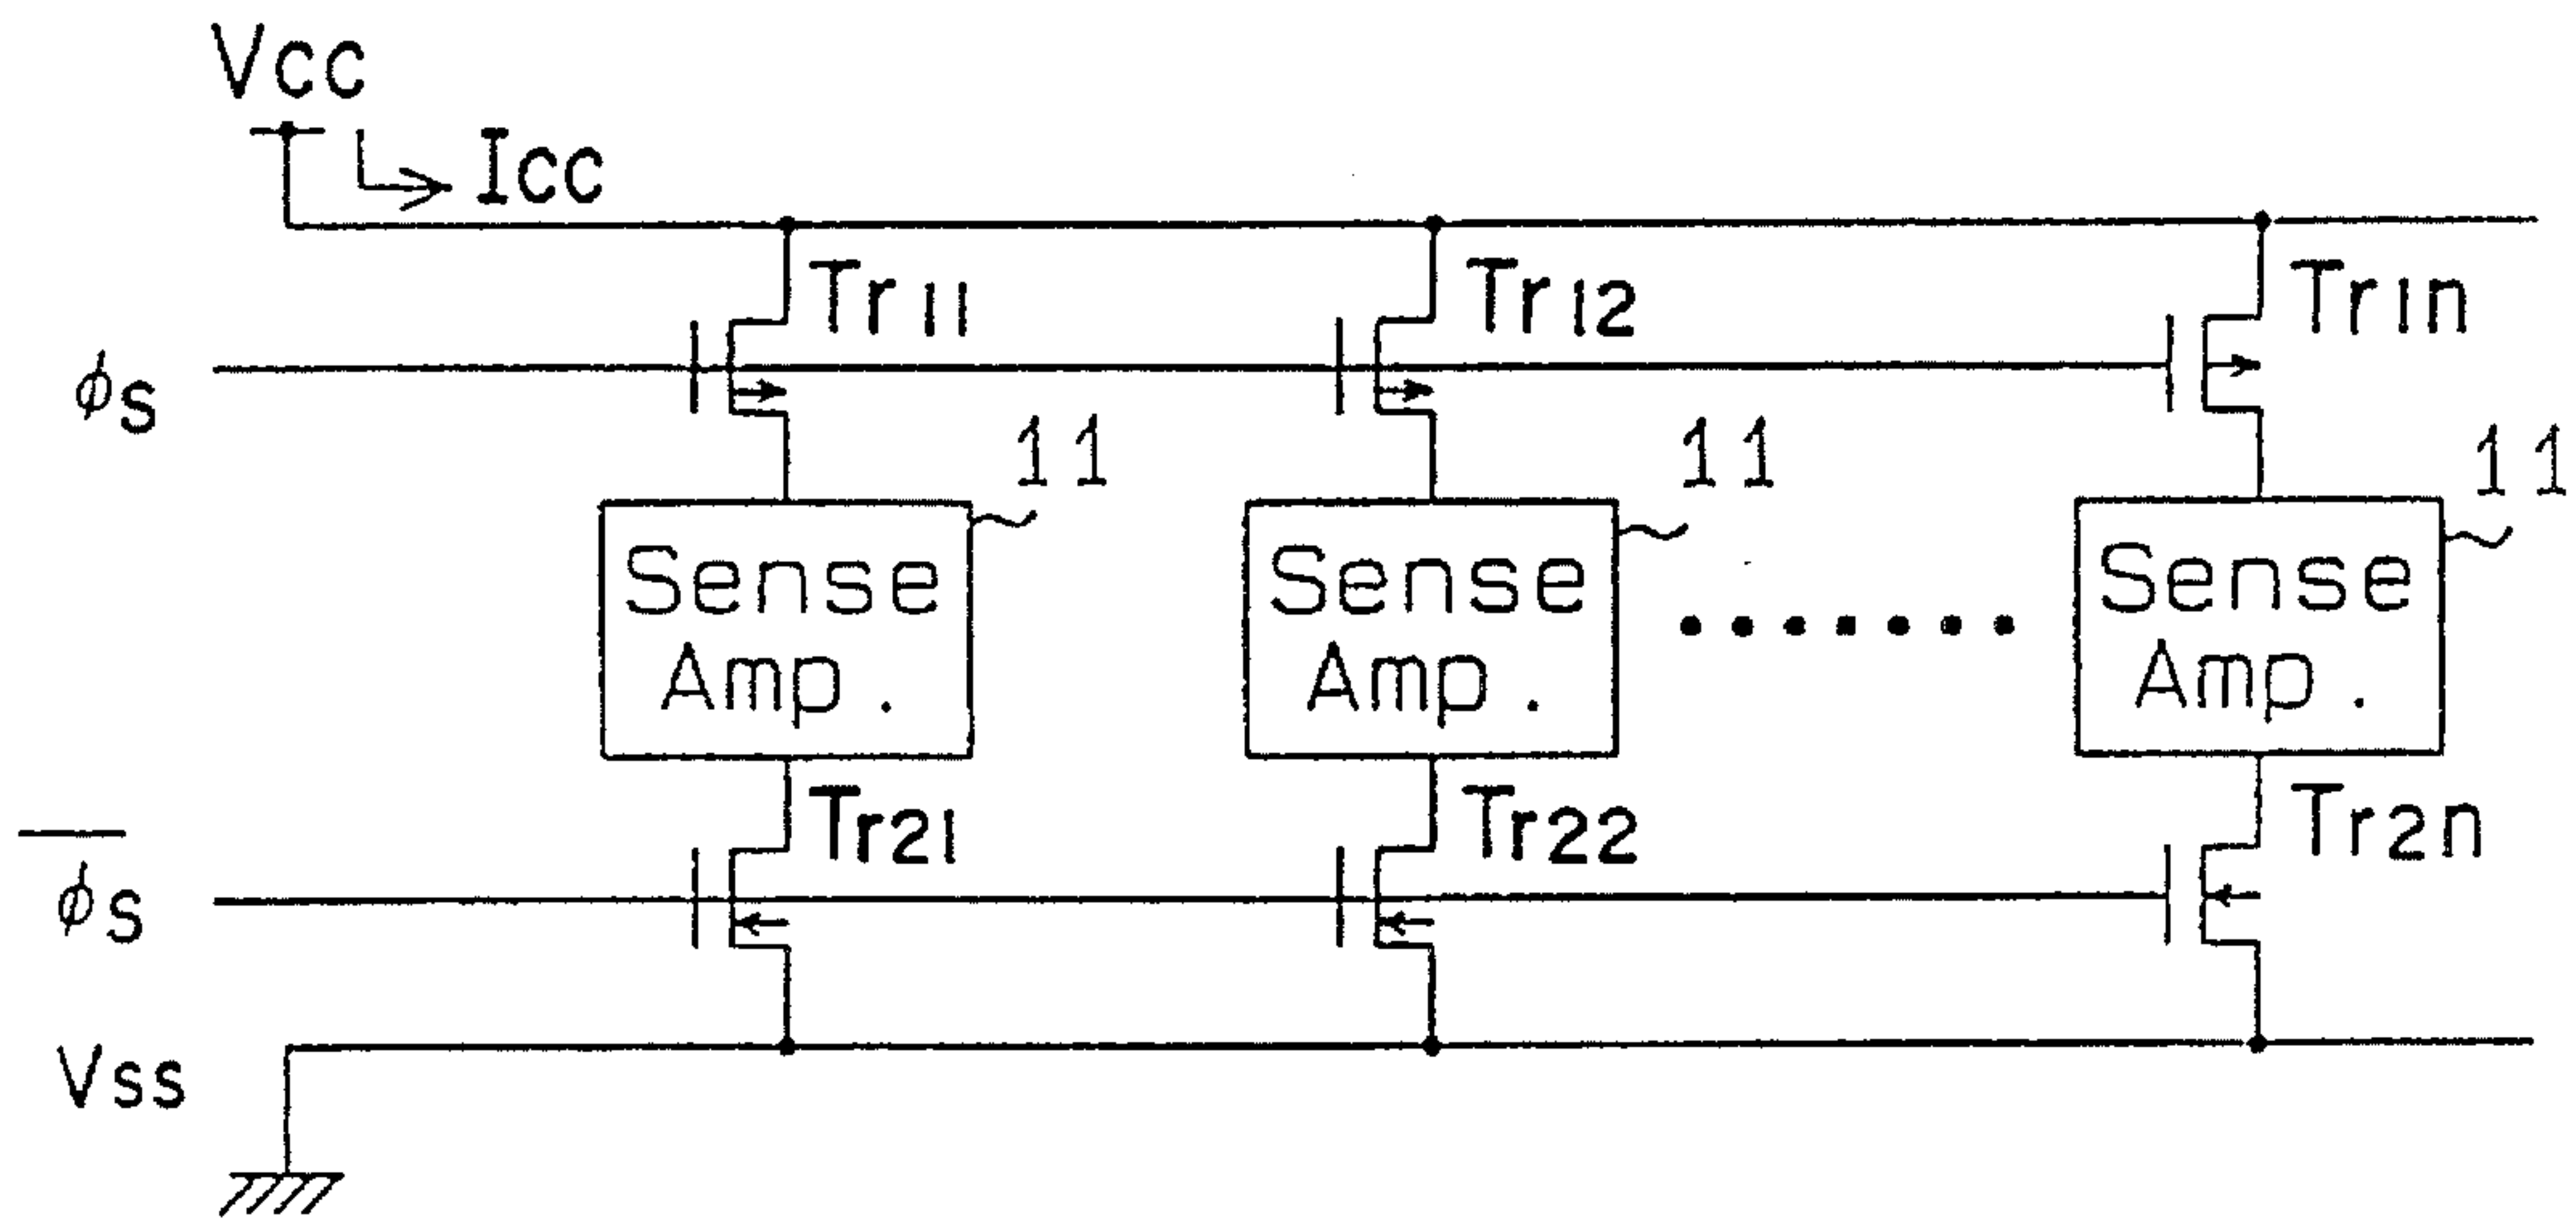 Vcc
Icc
Tr11 Tr12 Tr1n
ϕs
11 11 11
Sense Sense Sense
Amp. Amp. Amp.
Tr21 Tr22 Tr2n
ϕ̅s
Vss